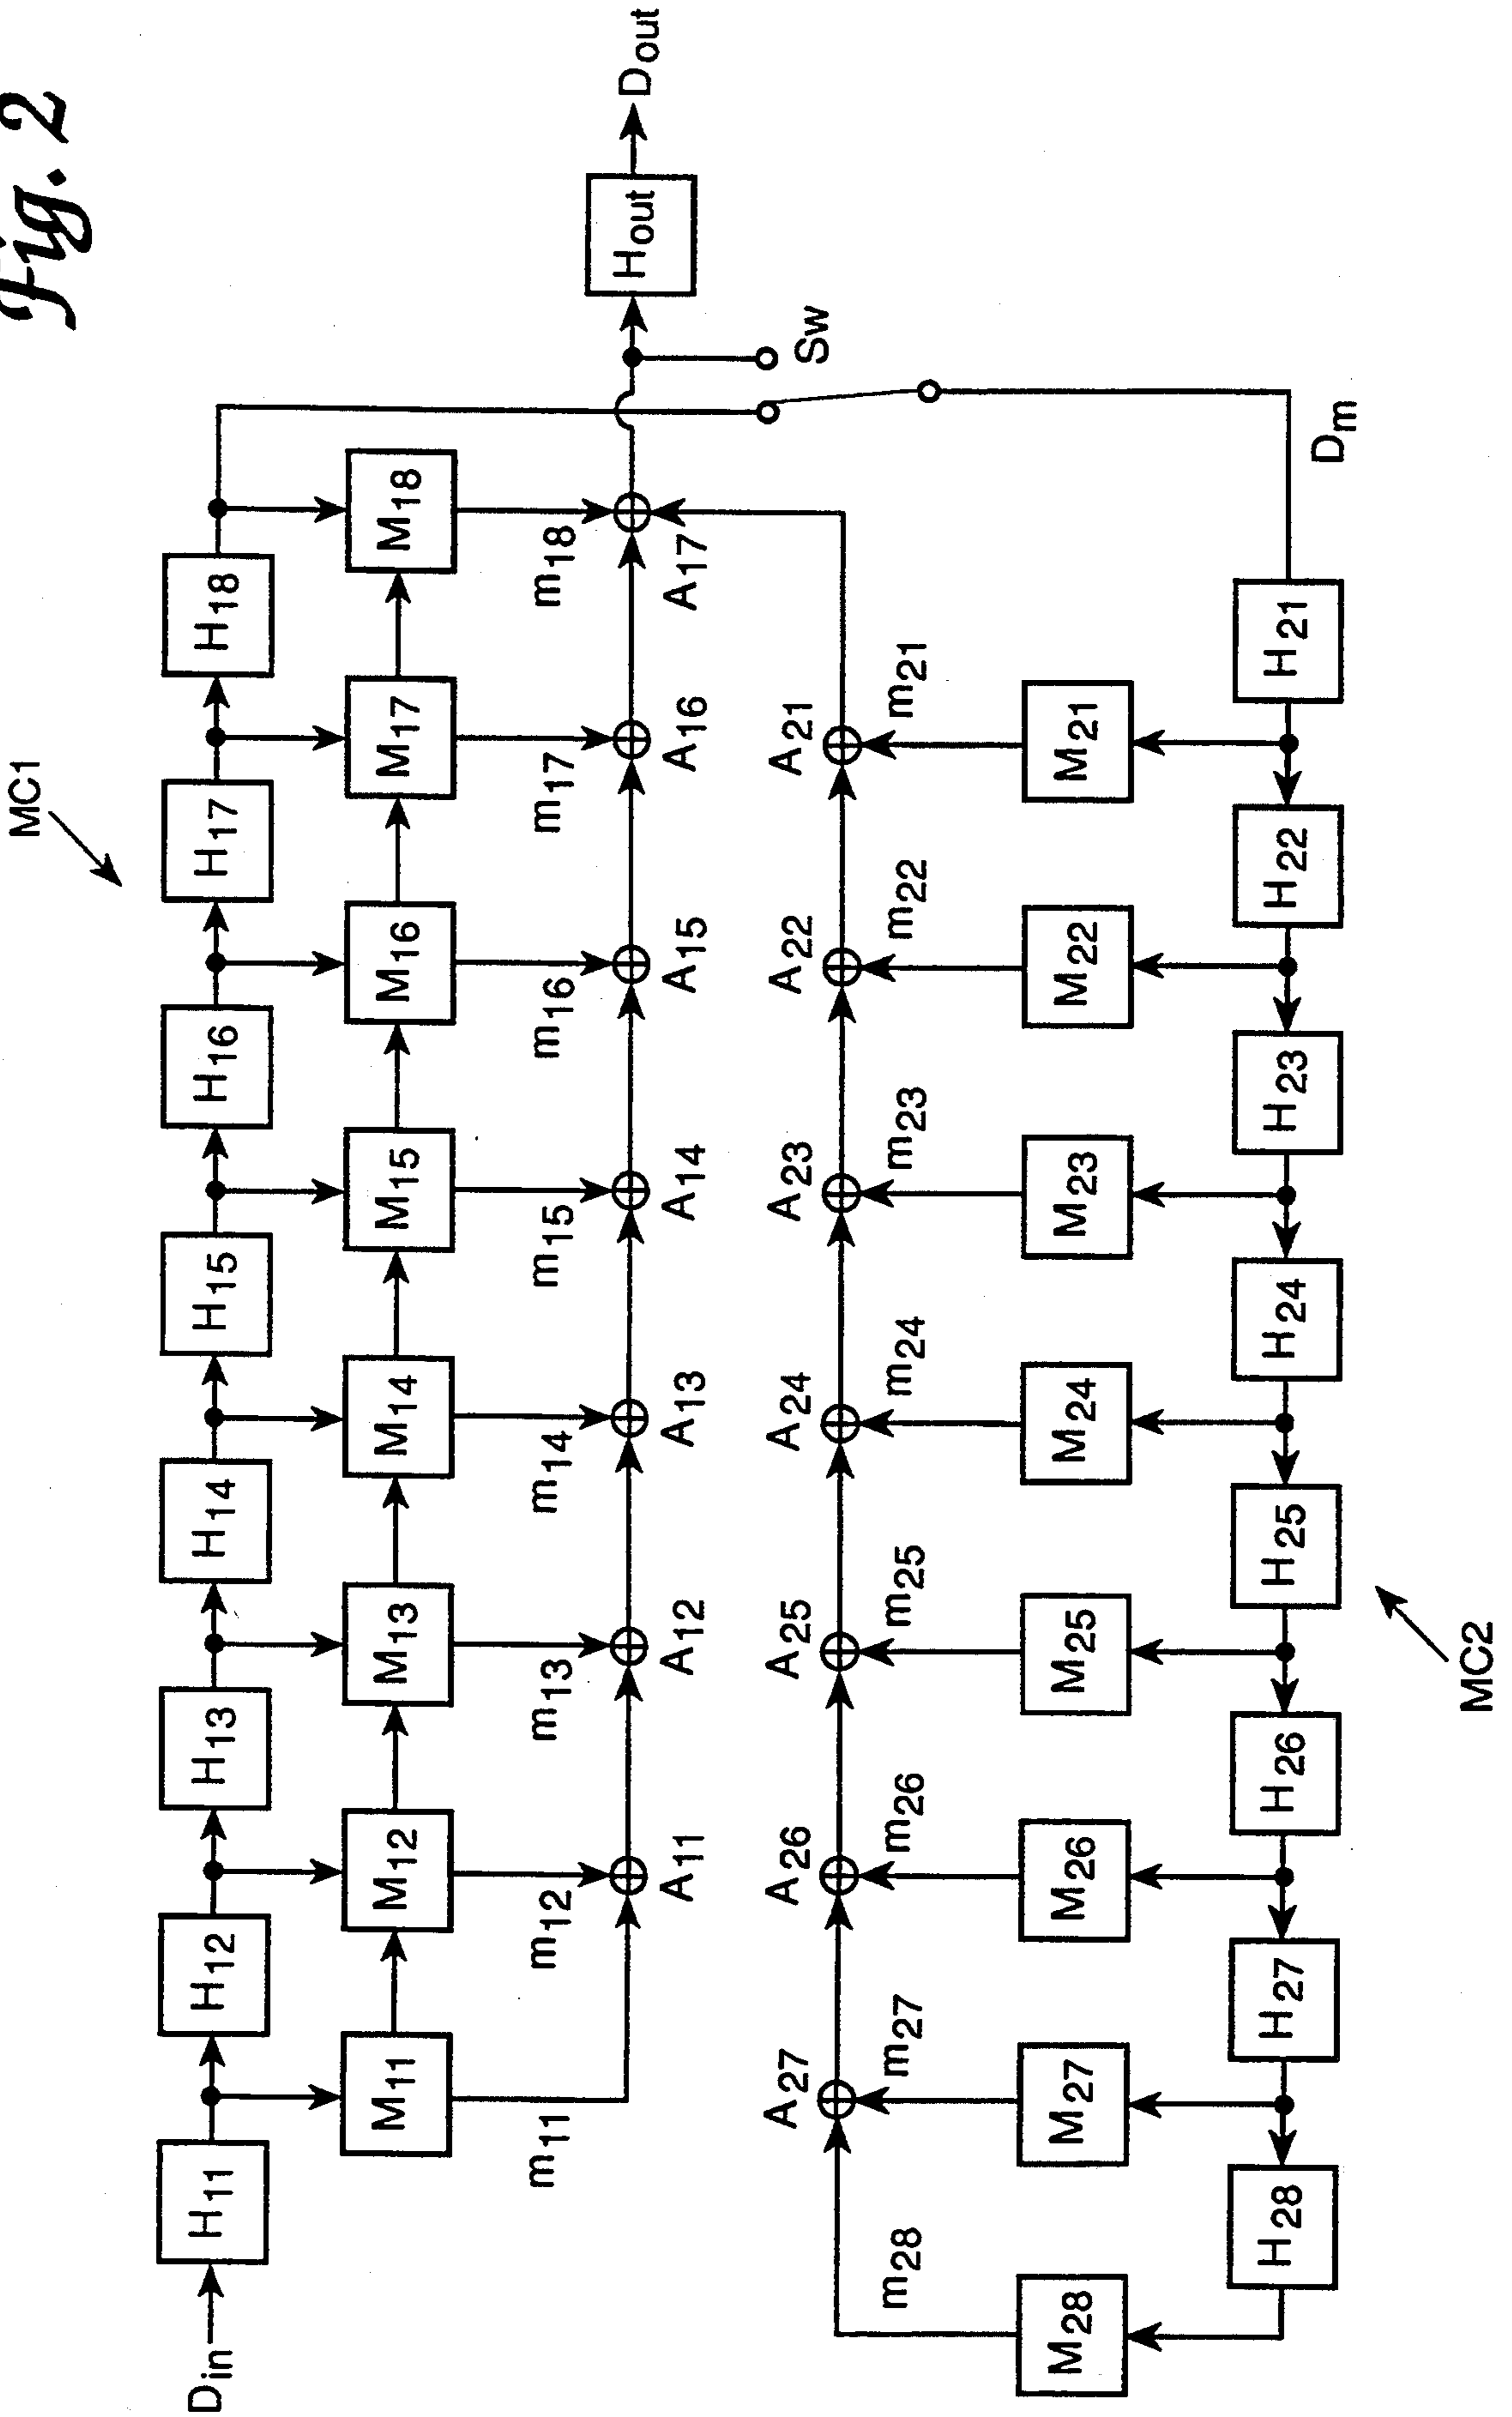 Fig. 2
MC1
Din
H11
H12
H13
H14
H15
H16
H17
H18
M11
M12
M13
M14
M15
M16
M17
M18
m11
m12
m13
m14
m15
m16
m17
m18
A11
A12
A13
A14
A15
A16
A17
Hout
Dout
Sw
A27
A26
A25
A24
A23
A22
A21
m28
m27
m26
m25
m24
m23
m22
m21
M28
M27
M26
M25
M24
M23
M22
M21
H28
H27
H26
H25
H24
H23
H22
H21
Dm
MC2